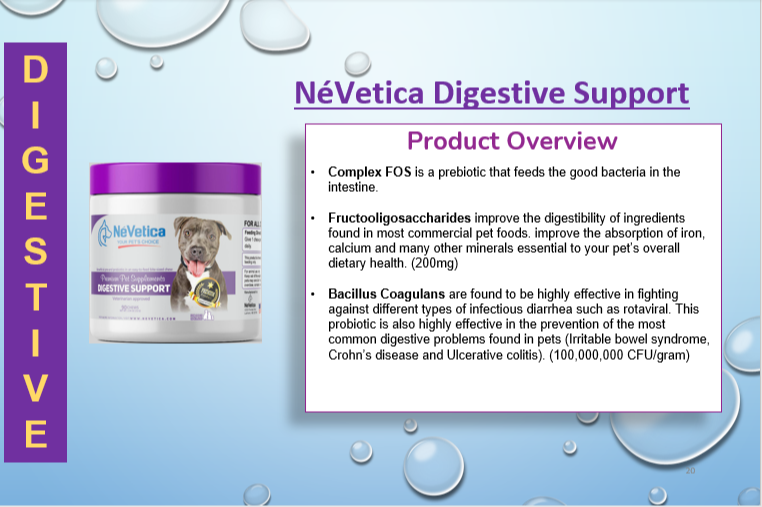 DIGESTIVE
NéVetica Digestive Support
Product Overview
• Complex FOS is a prebiotic that feeds the good bacteria in the
intestine.
• Fructooligosaccharides improve the digestibility of ingredients
found in most commercial pet foods. improve the absorption of iron,
calcium and many other minerals essential to your pet's overall
dietary health. (200mg)
• Bacillus Coagulans are found to be highly effective in fighting
against different types of infectious diarrhea such as rotaviral. This
probiotic is also highly effective in the prevention of the most
common digestive problems found in pets (Irritable bowel syndrome,
Crohn's disease and Ulcerative colitis). (100,000,000 CFU/gram)
NéVetica
YOUR PET'S CHOICE
Premium Pet Supplements
DIGESTIVE SUPPORT
FOR ALL
20